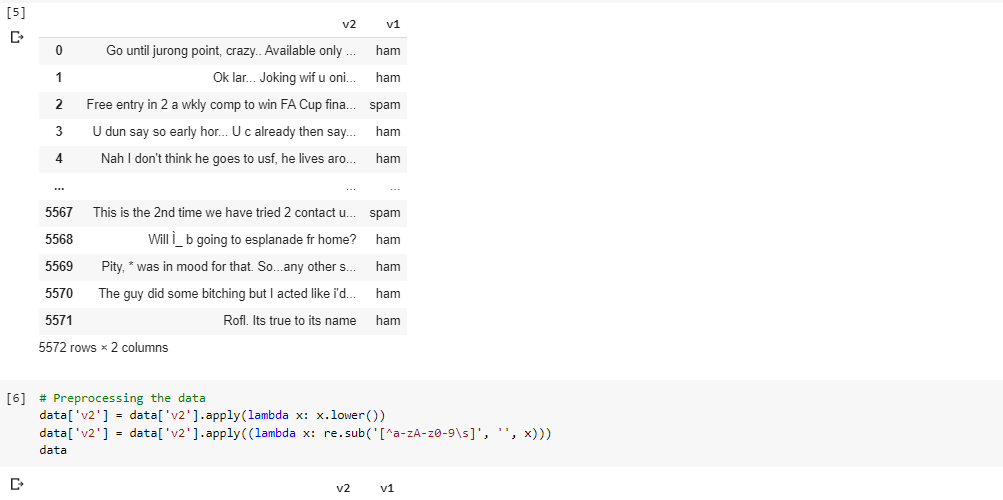 [5]
v2 v1
0 Go until jurong point, crazy.. Available only ... ham
1 Ok lar... Joking wif u oni... ham
2 Free entry in 2 a wkly comp to win FA Cup fina... spam
3 U dun say so early hor... U c already then say... ham
4 Nah I don't think he goes to usf, he lives aro... ham
... ... ...
5567 This is the 2nd time we have tried 2 contact u... spam
5568 Will Ì_ b going to esplanade fr home? ham
5569 Pity, * was in mood for that. So...any other s... ham
5570 The guy did some bitching but I acted like i'd... ham
5571 Rofl. Its true to its name ham
5572 rows × 2 columns
[6] # Preprocessing the data
data['v2'] = data['v2'].apply(lambda x: x.lower())
data['v2'] = data['v2'].apply((lambda x: re.sub('[^a-zA-z0-9\s]', '', x)))
data
v2 v1